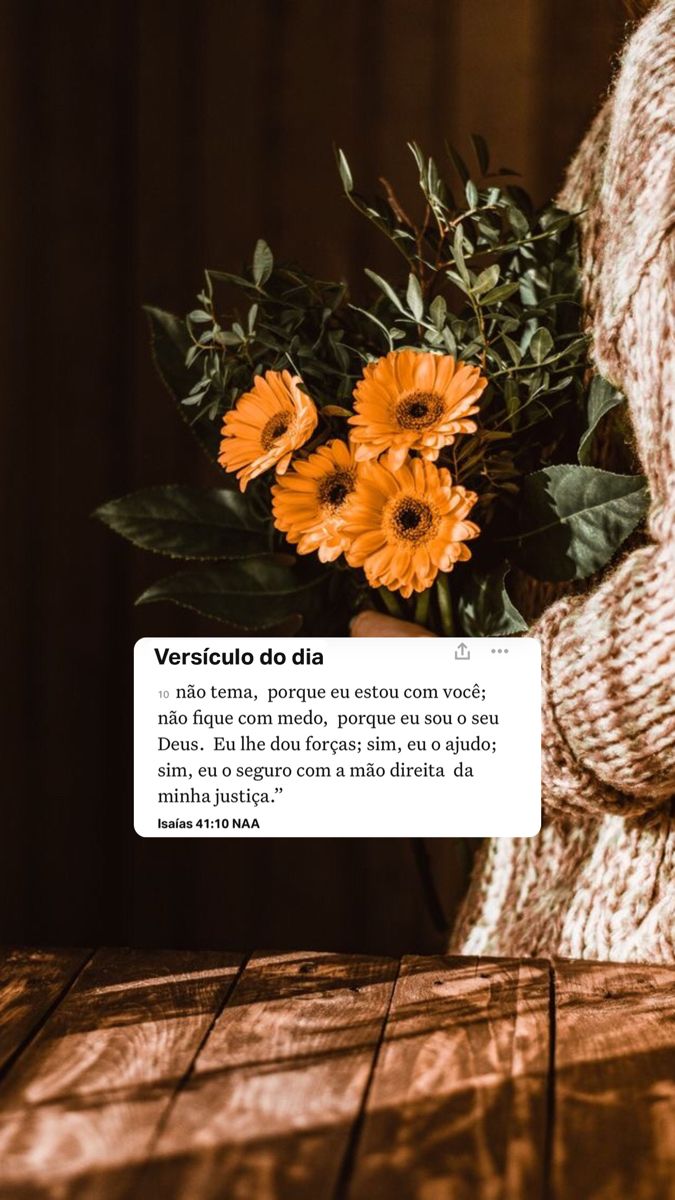 Versículo do dia
10 não tema, porque eu estou com você;
não fique com medo, porque eu sou o seu
Deus. Eu lhe dou forças; sim, eu o ajudo;
sim, eu o seguro com a mão direita da
minha justiça.”
Isaías 41:10 NAA